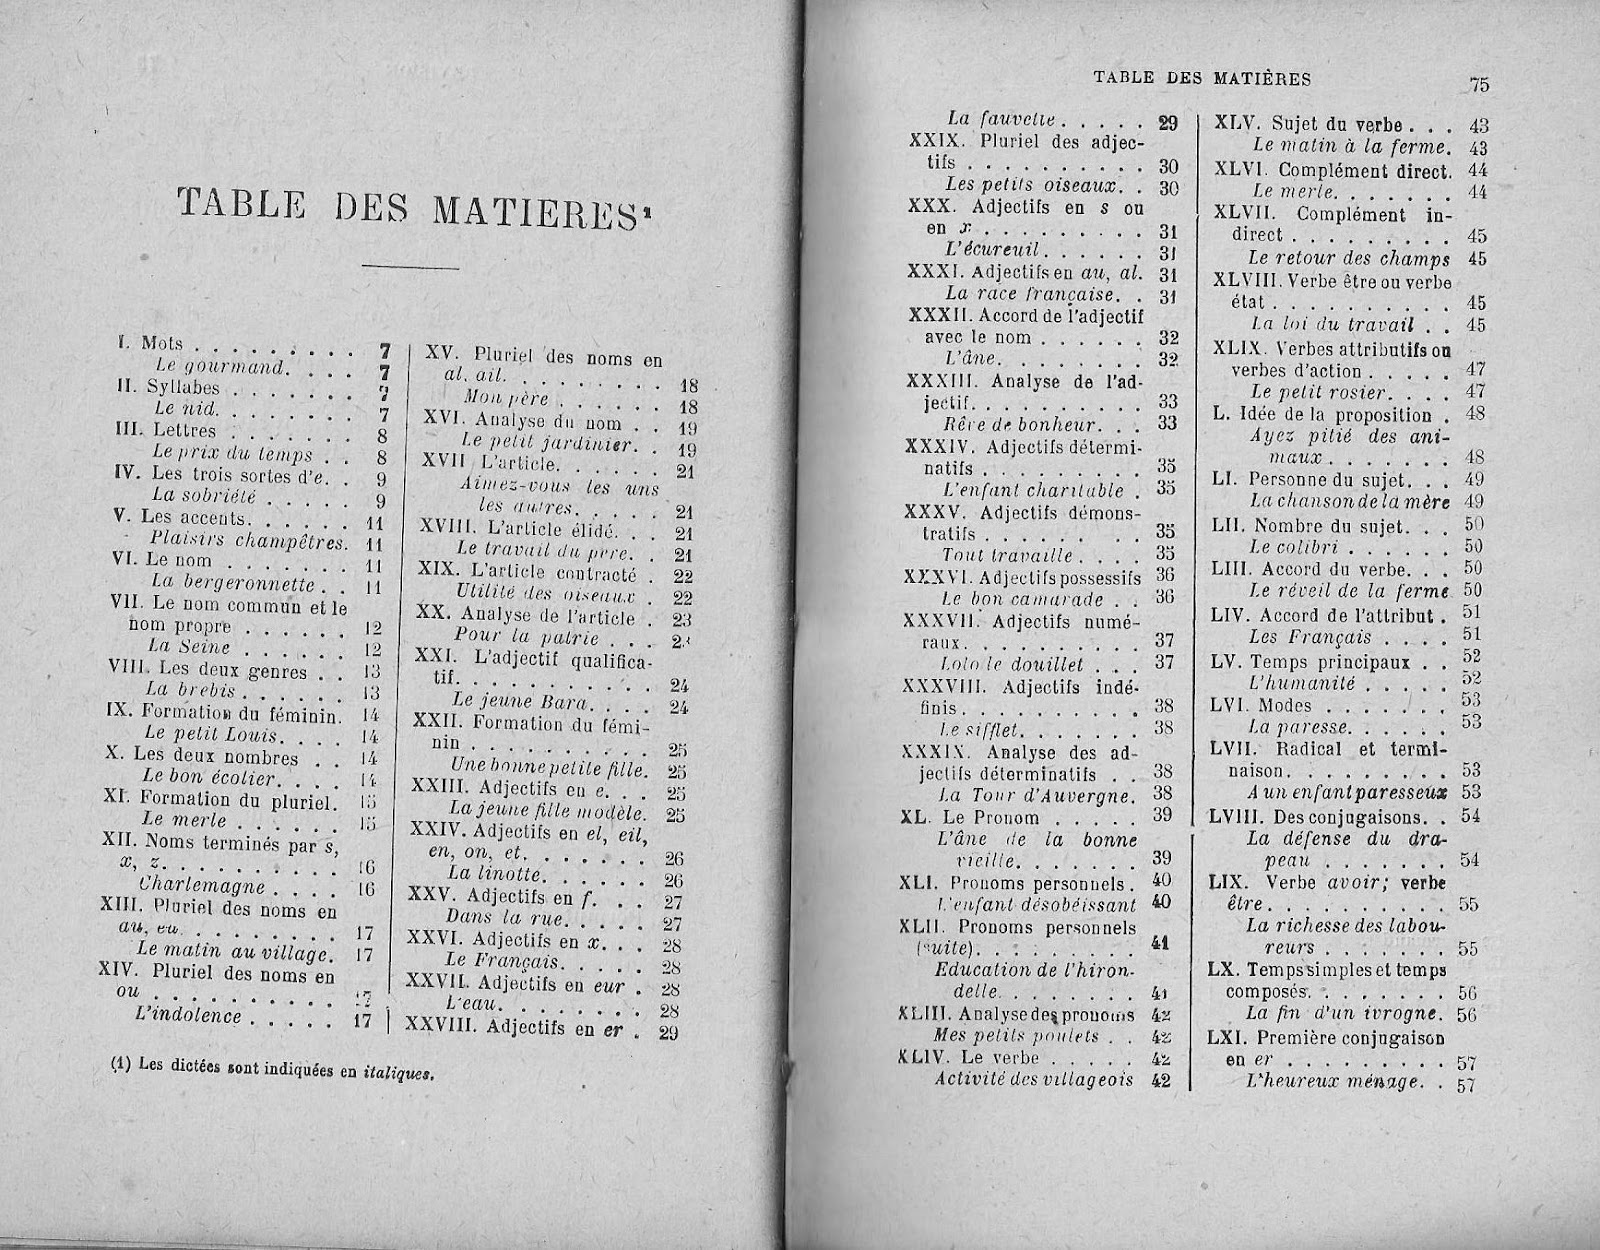 TABLE DES MATIERES¹
I. Mots . . . . . . . . . 7
Le gourmand. . . . . 7
II. Syllabes . . . . . . . 7
Le nid. . . . . . . . 7
III. Lettres . . . . . . . 8
Le prix du temps . . 8
IV. Les trois sortes d'e. . 9
La sobriété . . . . . 9
V. Les accents. . . . . . 11
Plaisirs champêtres. 11
VI. Le nom . . . . . . . 11
La bergeronnette . . 11
VII. Le nom commun et le
nom propre . . . . . . 12
La Seine . . . . . . 12
VIII. Les deux genres . . 13
La brebis . . . . . . 13
IX. Formation du féminin. 14
Le petit Louis. . . . 14
X. Les deux nombres . . 14
Le bon écolier. . . . 14
XI. Formation du pluriel. 15
Le merle . . . . . . 15
XII. Noms terminés par s,
x, z. . . . . . . . . . 16
Charlemagne . . . . 16
XIII. Pluriel des noms en
au, eu. . . . . . . . . 17
Le matin au village. 17
XIV. Pluriel des noms en
ou . . . . . . . . . . 17
L'indolence . . . . . 17
XV. Pluriel des noms en
al, ail. . . . . . . . . 18
Mon père . . . . . . 18
XVI. Analyse du nom . . 19
Le petit jardinier. . 19
XVII L'article. . . . . . 21
Aimez-vous les uns
les autres. . . . . . 21
XVIII. L'article élidé. . . 21
Le travail du père. . 21
XIX. L'article contracté . 22
Utilité des oiseaux . 22
XX. Analyse de l'article . 23
Pour la patrie . . . 23
XXI. L'adjectif qualifica-
tif. . . . . . . . . . . 24
Le jeune Bara. . . . 24
XXII. Formation du fémi-
nin . . . . . . . . . . 25
Une bonne petite fille. 25
XXIII. Adjectifs en e. . . 25
La jeune fille modèle. 25
XXIV. Adjectifs en el, eil,
en, on, et. . . . . . . 26
La linotte. . . . . . 26
XXV. Adjectifs en f. . . 27
Dans la rue. . . . . 27
XXVI. Adjectifs en x. . . 28
Le Français. . . . . 28
XXVII. Adjectifs en eur . 28
L'eau. . . . . . . . 28
XXVIII. Adjectifs en er . 29
(1) Les dictées sont indiquées en italiques.
TABLE DES MATIÈRES 75
La fauvette. . . . . 29
XXIX. Pluriel des adjec-
tifs . . . . . . . . . . 30
Les petits oiseaux. . 30
XXX. Adjectifs en s ou
en x . . . . . . . . . 31
L'écureuil. . . . . . 31
XXXI. Adjectifs en au, al. 31
La race française. . 31
XXXII. Accord de l'adjectif
avec le nom . . . . . . 32
L'âne. . . . . . . . 32
XXXIII. Analyse de l'ad-
jectif. . . . . . . . . . 33
Rêve de bonheur. . . 33
XXXIV. Adjectifs détermi-
natifs . . . . . . . . . 35
L'enfant charitable . 35
XXXV. Adjectifs démons-
tratifs . . . . . . . . . 35
Tout travaille . . . . 35
XXXVI. Adjectifs possessifs 36
Le bon camarade . . 36
XXXVII. Adjectifs numé-
raux. . . . . . . . . . 37
Lolo le douillet . . . 37
XXXVIII. Adjectifs indé-
finis. . . . . . . . . . 38
Le sifflet. . . . . . . 38
XXXIX. Analyse des ad-
jectifs déterminatifs . . 38
La Tour d'Auvergne. 38
XL. Le Pronom . . . . . 39
L'âne de la bonne
vieille. . . . . . . . 39
XLI. Pronoms personnels . 40
L'enfant désobéissant 40
XLII. Pronoms personnels
(suite). . . . . . . . . 41
Education de l'hiron-
delle. . . . . . . . 41
XLIII. Analyse des pronoms 42
Mes petits poulets . . 42
XLIV. Le verbe . . . . . 42
Activité des villageois 42
XLV. Sujet du verbe . . . 43
Le matin à la ferme. 43
XLVI. Complément direct. 44
Le merle. . . . . . . 44
XLVII. Complément in-
direct . . . . . . . . . 45
Le retour des champs 45
XLVIII. Verbe être ou verbe
état . . . . . . . . . . 45
La loi du travail . . 45
XLIX. Verbes attributifs ou
verbes d'action . . . . . 47
Le petit rosier. . . . 47
L. Idée de la proposition . 48
Ayez pitié des ani-
maux . . . . . . . . 48
LI. Personne du sujet. . . 49
La chanson de la mère 49
LII. Nombre du sujet. . . 50
Le colibri . . . . . . 50
LIII. Accord du verbe. . . 50
Le réveil de la ferme 50
LIV. Accord de l'attribut . 51
Les Français . . . . 51
LV. Temps principaux . . 52
L'humanité . . . . . 52
LVI. Modes . . . . . . . 53
La paresse. . . . . . 53
LVII. Radical et termi-
naison. . . . . . . . . 53
A un enfant paresseux 53
LVIII. Des conjugaisons. . 54
La défense du dra-
peau . . . . . . . . 54
LIX. Verbe avoir; verbe
être. . . . . . . . . . 55
La richesse des labou-
reurs . . . . . . . 55
LX. Temps simples et temps
composés. . . . . . . . 56
La fin d'un ivrogne. 56
LXI. Première conjugaison
en er . . . . . . . . . 57
L'heureux ménage. . 57